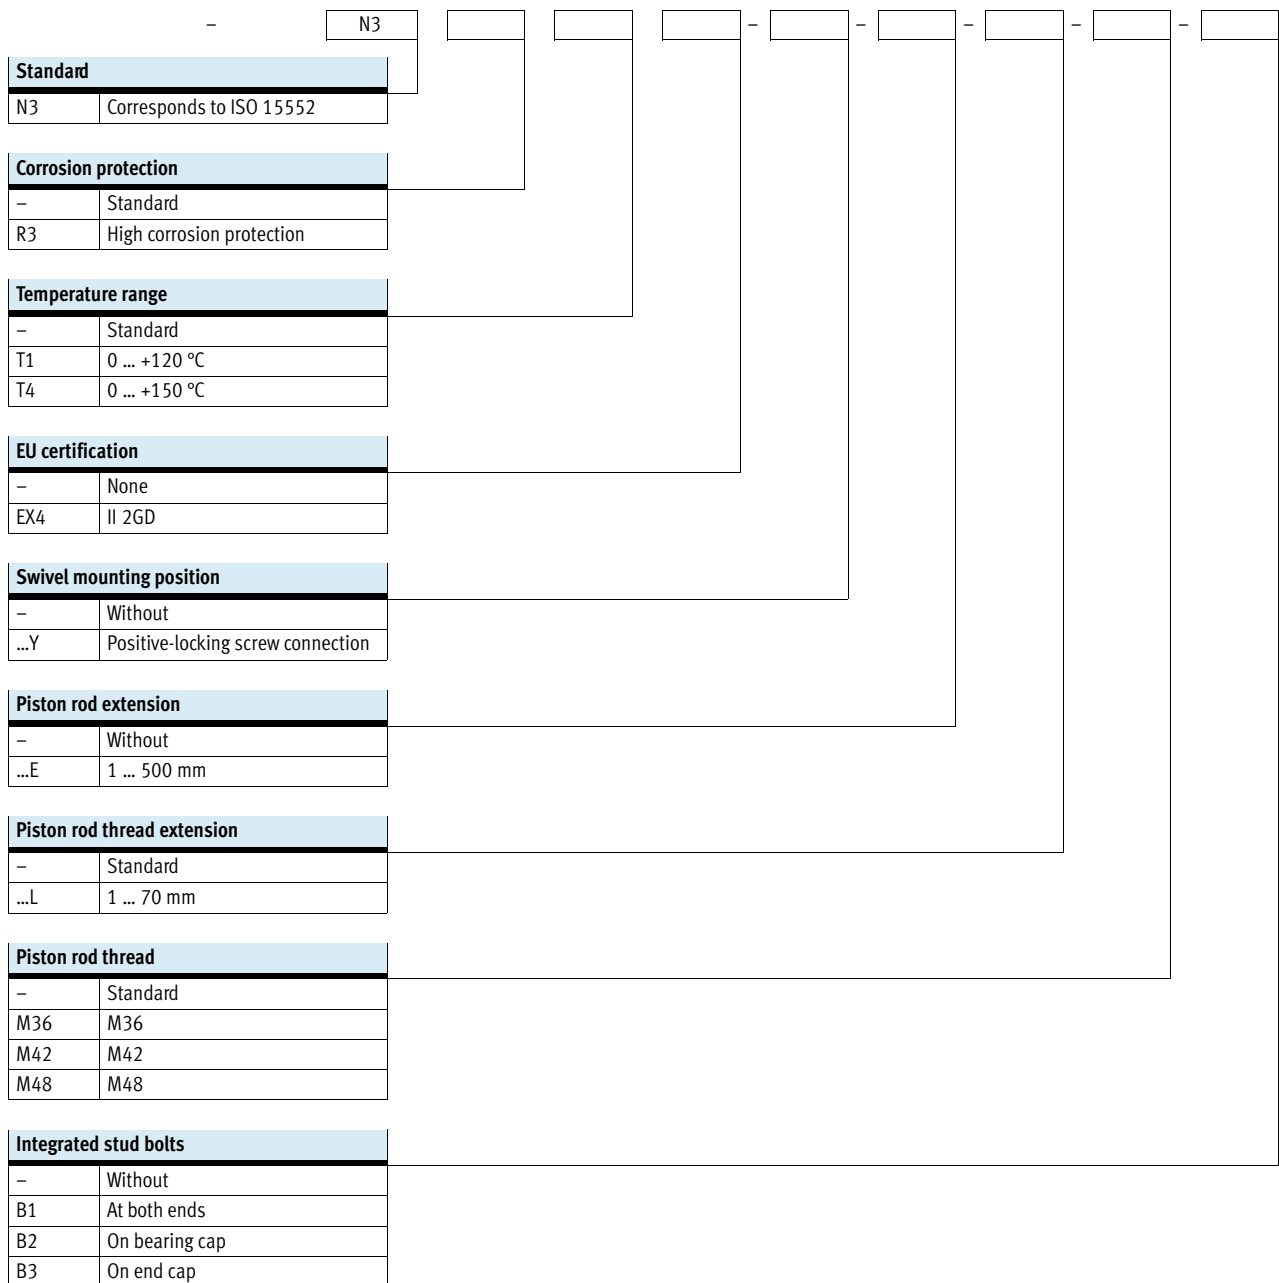 – N3 – – – – –
Standard
N3 Corresponds to ISO 15552
Corrosion protection
– Standard
R3 High corrosion protection
Temperature range
– Standard
T1 0 ... +120 °C
T4 0 ... +150 °C
EU certification
– None
EX4 II 2GD
Swivel mounting position
– Without
...Y Positive-locking screw connection
Piston rod extension
– Without
...E 1 ... 500 mm
Piston rod thread extension
– Standard
...L 1 ... 70 mm
Piston rod thread
– Standard
M36 M36
M42 M42
M48 M48
Integrated stud bolts
– Without
B1 At both ends
B2 On bearing cap
B3 On end cap